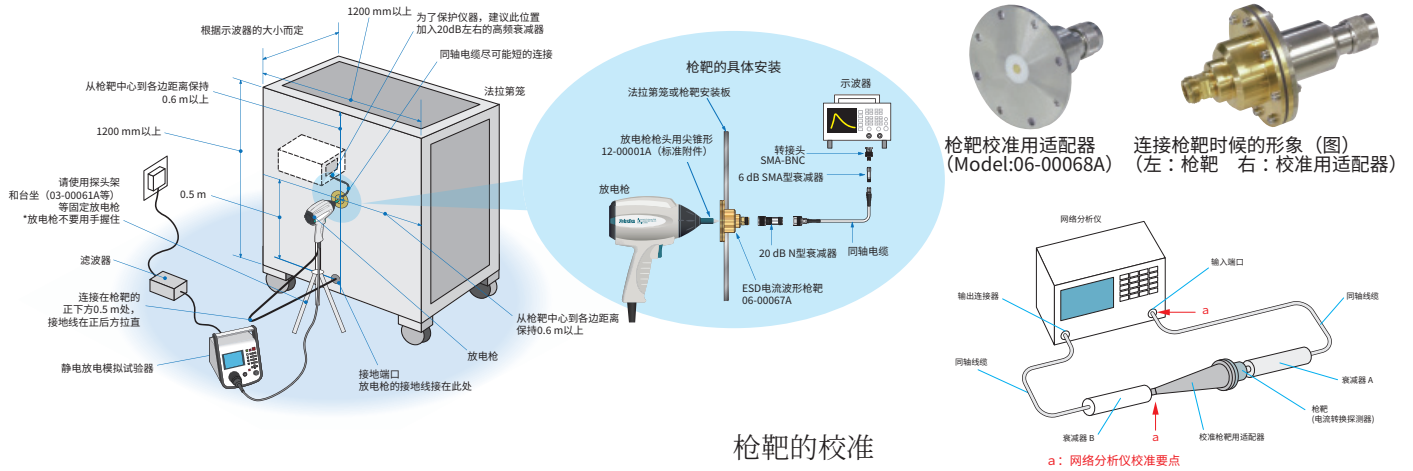 1200 mm以上
根据示波器的大小而定
为了保护仪器，建议此位置
加入20dB左右的高频衰减器
同轴电缆尽可能短的连接
从枪靶中心到各边距离保持
0.6 m以上
法拉第笼
1200 mm以上
请使用探头架
和台坐（03-00061A等）
等固定放电枪
*放电枪不要用手握住
0.5 m
滤波器
连接在枪靶的
正下方0.5 m处，
接地线在正后方拉直
静电放电模拟试验器
接地端口
放电枪的接地线接在此处
放电枪
从枪靶中心到各边距离
保持0.6 m以上
枪靶的具体安装
法拉第笼或枪靶安装板
示波器
放电枪枪头用尖锥形
12-00001A（标准附件）
转接头
SMA-BNC
6 dB SMA型衰减器
放电枪
20 dB N型衰减器
同轴电缆
ESD电流波形枪靶
06-00067A
枪靶校准用适配器
（Model:06-00068A）
连接枪靶时候的形象（图）
（左：枪靶　右：校准用适配器）
网络分析仪
输入端口
输出连接器
a
同轴线缆
同轴线缆
衰减器 A
枪靶
(电流转换探测器)
衰减器 B
a
校准枪靶用适配器
a：网络分析仪校准要点
枪靶的校准